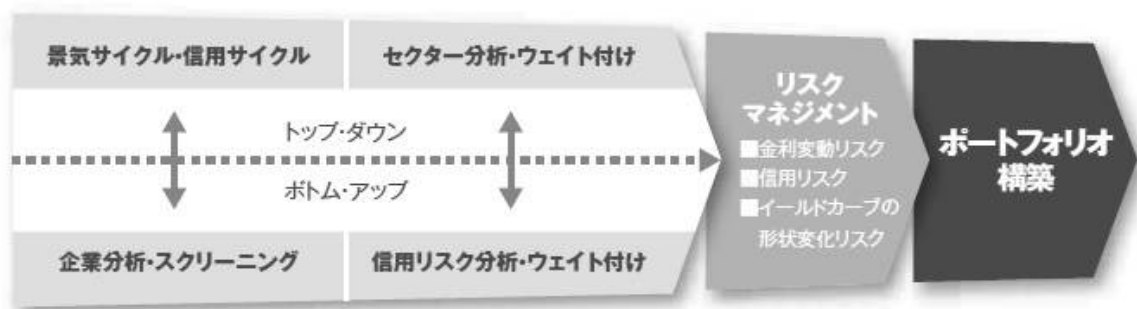 景気サイクル・信用サイクル
セクター分析・ウェイト付け
トップ・ダウン
ボトム・アップ
企業分析・スクリーニング
信用リスク分析・ウェイト付け
リスク
マネジメント
■金利変動リスク
■信用リスク
■イールドカーブの
形状変化リスク
ポートフォリオ
構築